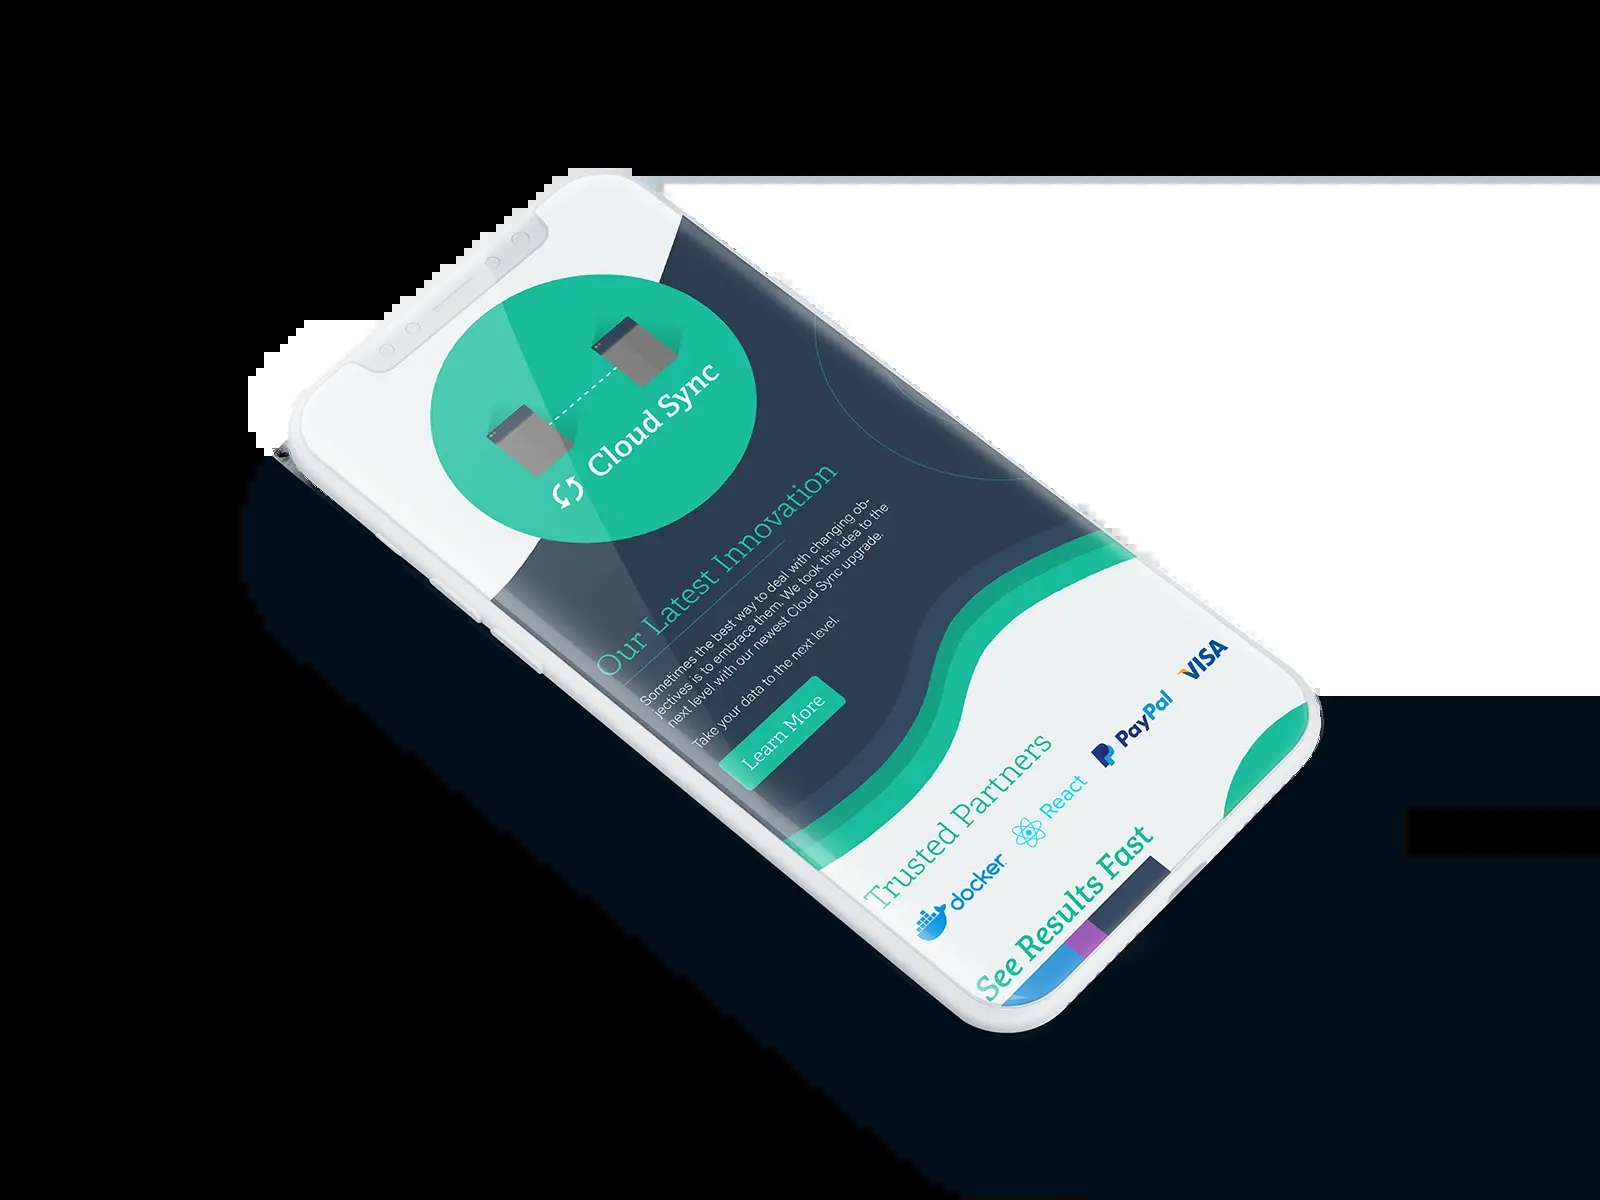 Cloud Sync
Our Latest Innovation
Sometimes the best way to deal with changing ob-
jectives is to embrace them. We took this idea to the
next level with our newest Cloud Sync upgrade.
Take your data to the next level.
Learn More
Trusted Partners
docker
React
PayPal
VISA
See Results Fast